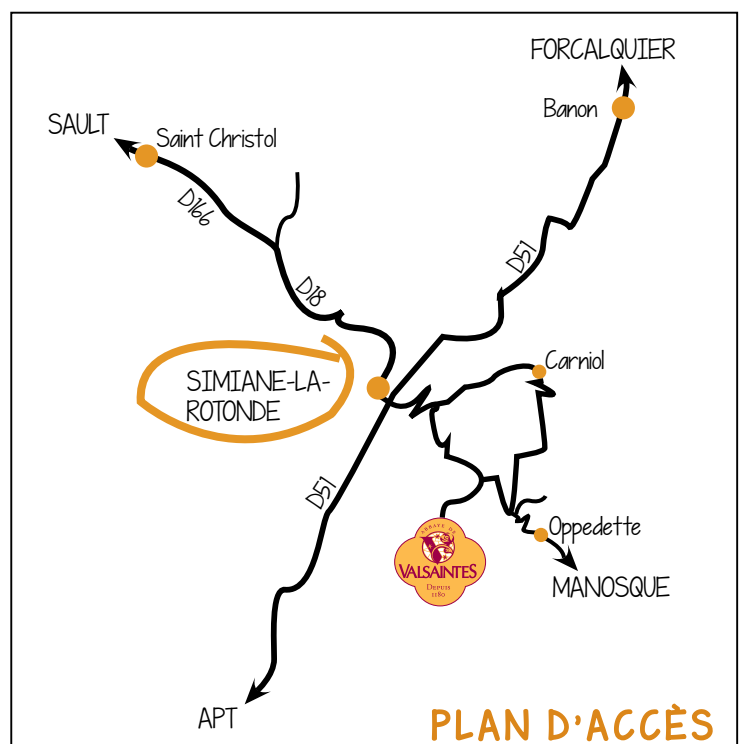 FORCALQUIER
Banon
SAULT
Saint Christol
D166
D51
D18
Carniol
SIMIANE-LA-
ROTONDE
D51
Oppedette
ABBAYE DE
VALSAINTES
DEPUIS
1180
MANOSQUE
APT
PLAN D'ACCÈS